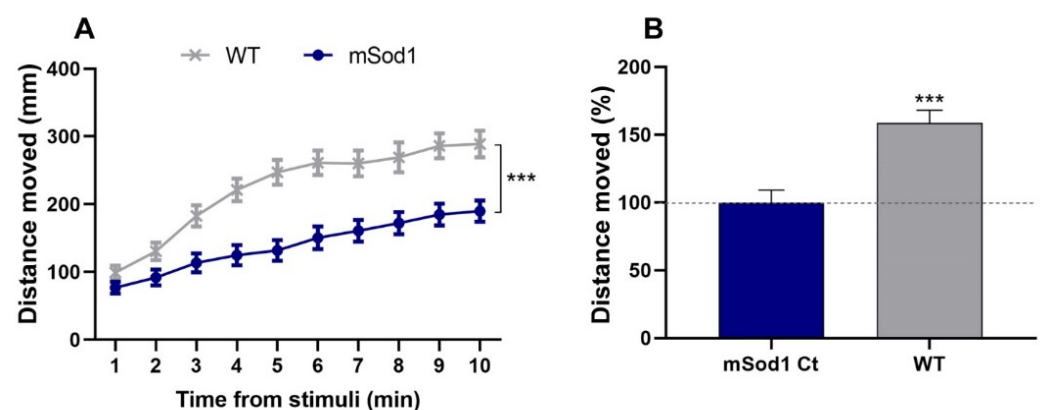 A
WT mSod1
Distance moved (mm)
400
300
200
100
0
***
1 2 3 4 5 6 7 8 9 10
Time from stimuli (min)
B
Distance moved (%)
200
150
100
50
0
***
mSod1 Ct WT